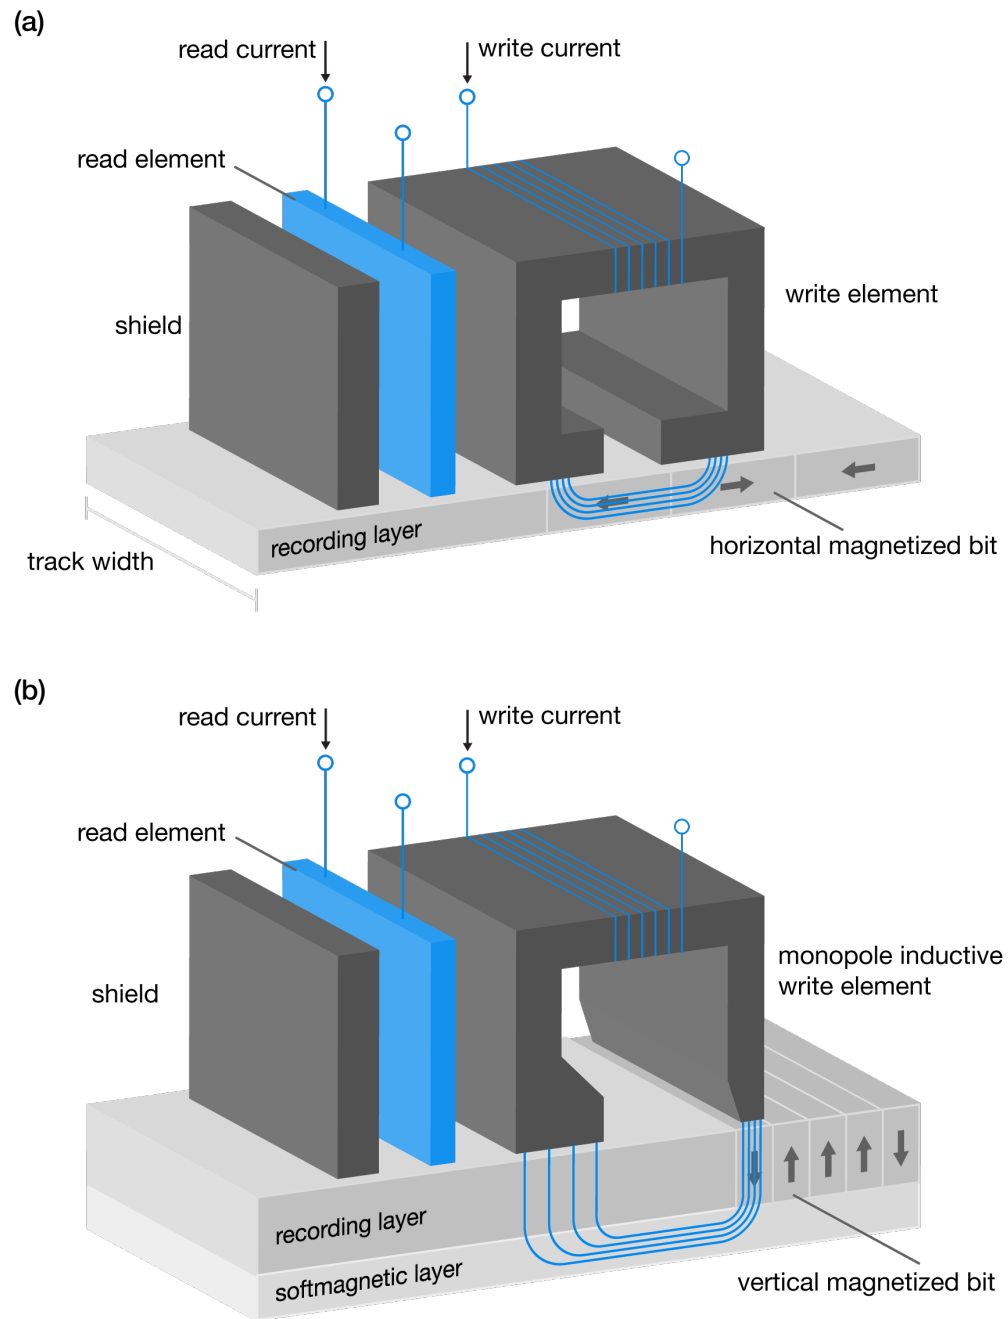 (a)
read current
write current
read element
shield
write element
recording layer
horizontal magnetized bit
track width
(b)
read current
write current
read element
monopole inductive
write element
shield
recording layer
softmagnetic layer
vertical magnetized bit